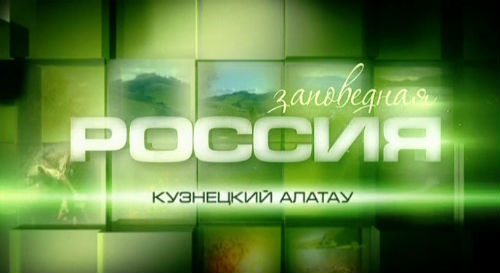 заповедная
РОССИЯ
КУЗНЕЦКИЙ АЛАТАУ